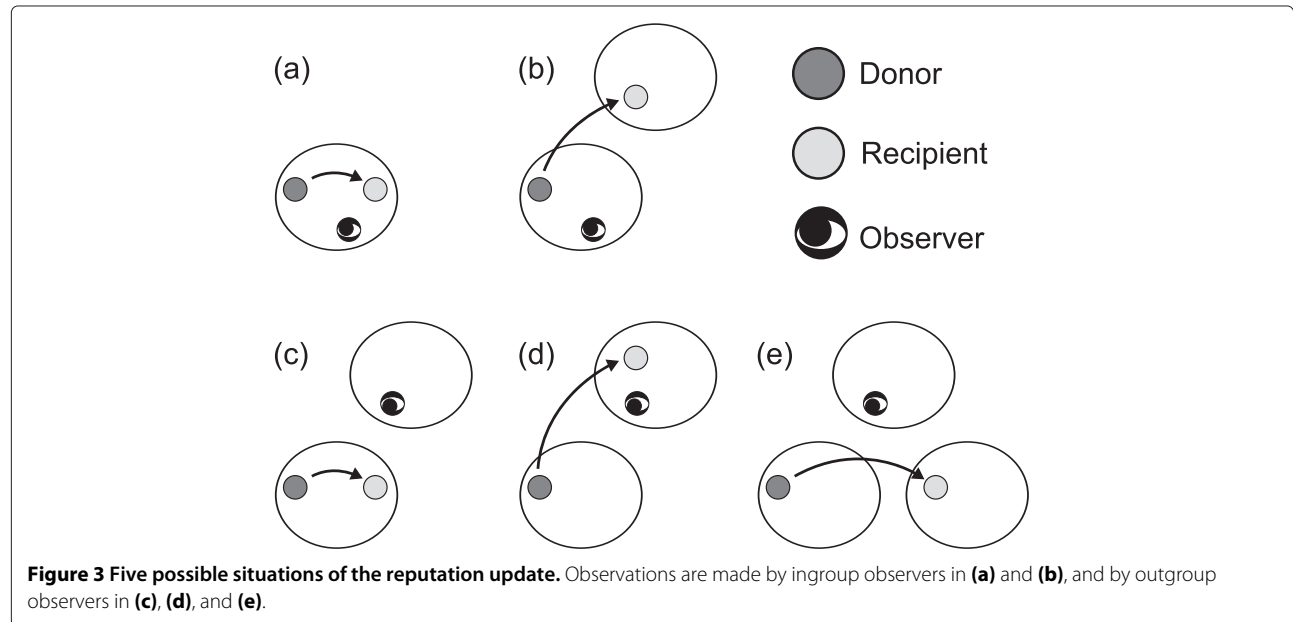 (a)
(b)
Donor
Recipient
Observer
(c)
(d)
(e)
Figure 3 Five possible situations of the reputation update. Observations are made by ingroup observers in (a) and (b), and by outgroup
observers in (c), (d), and (e).